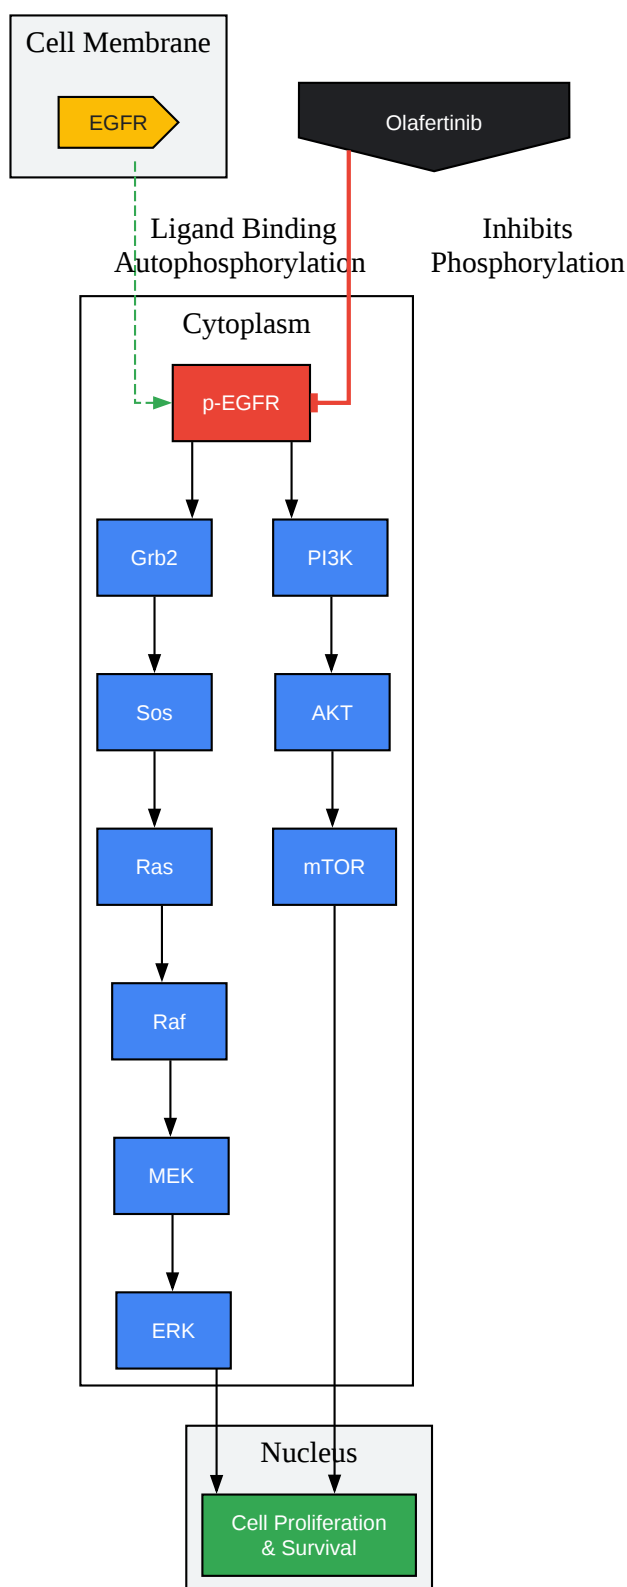 Cell Membrane
EGFR
Olafertinib
Ligand Binding
Autophosphorylation
Inhibits
Phosphorylation
Cytoplasm
p-EGFR
Grb2
PI3K
Sos
AKT
Ras
mTOR
Raf
MEK
ERK
Nucleus
Cell Proliferation
& Survival